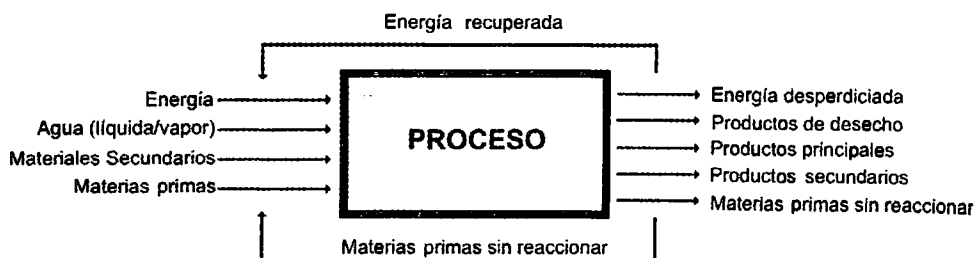 Energía recuperada
Energía
Agua (líquida/vapor)
Materiales Secundarios
Materias primas
PROCESO
Energía desperdiciada
Productos de desecho
Productos principales
Productos secundarios
Materias primas sin reaccionar
Materias primas sin reaccionar